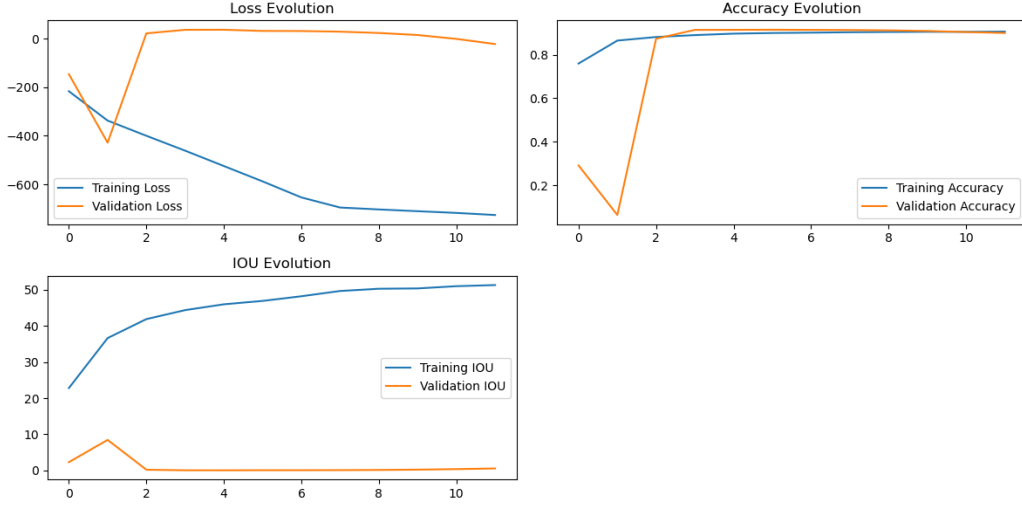 Loss Evolution
0
−200
−400
−600
Training Loss
Validation Loss
0 2 4 6 8 10
Accuracy Evolution
0.8
0.6
0.4
0.2
Training Accuracy
Validation Accuracy
0 2 4 6 8 10
IOU Evolution
50
40
30
20
10
0
Training IOU
Validation IOU
0 2 4 6 8 10